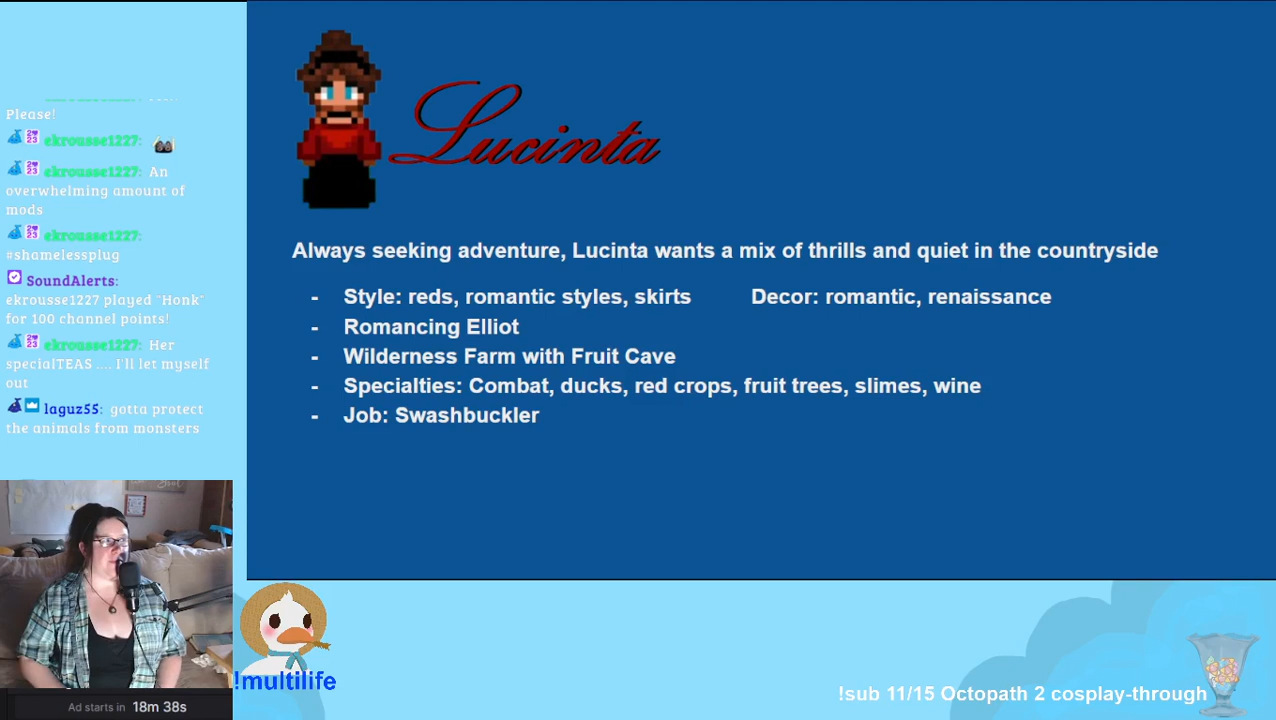 Please!
ekrousse1227:
ekrousse1227: An
overwhelming amount of
mods
ekrousse1227:
#shamelessplug
SoundAlerts:
ekrousse1227 played "Honk"
for 100 channel points!
ekrousse1227: Her
specialTEAS .... I'll let myself
out
laguz55: gotta protect
the animals from monsters
Lucinta
Always seeking adventure, Lucinta wants a mix of thrills and quiet in the countryside
- Style: reds, romantic styles, skirts Decor: romantic, renaissance
- Romancing Elliot
- Wilderness Farm with Fruit Cave
- Specialties: Combat, ducks, red crops, fruit trees, slimes, wine
- Job: Swashbuckler
!multilife
!sub 11/15 Octopath 2 cosplay-through
Ad starts in 18m 38s